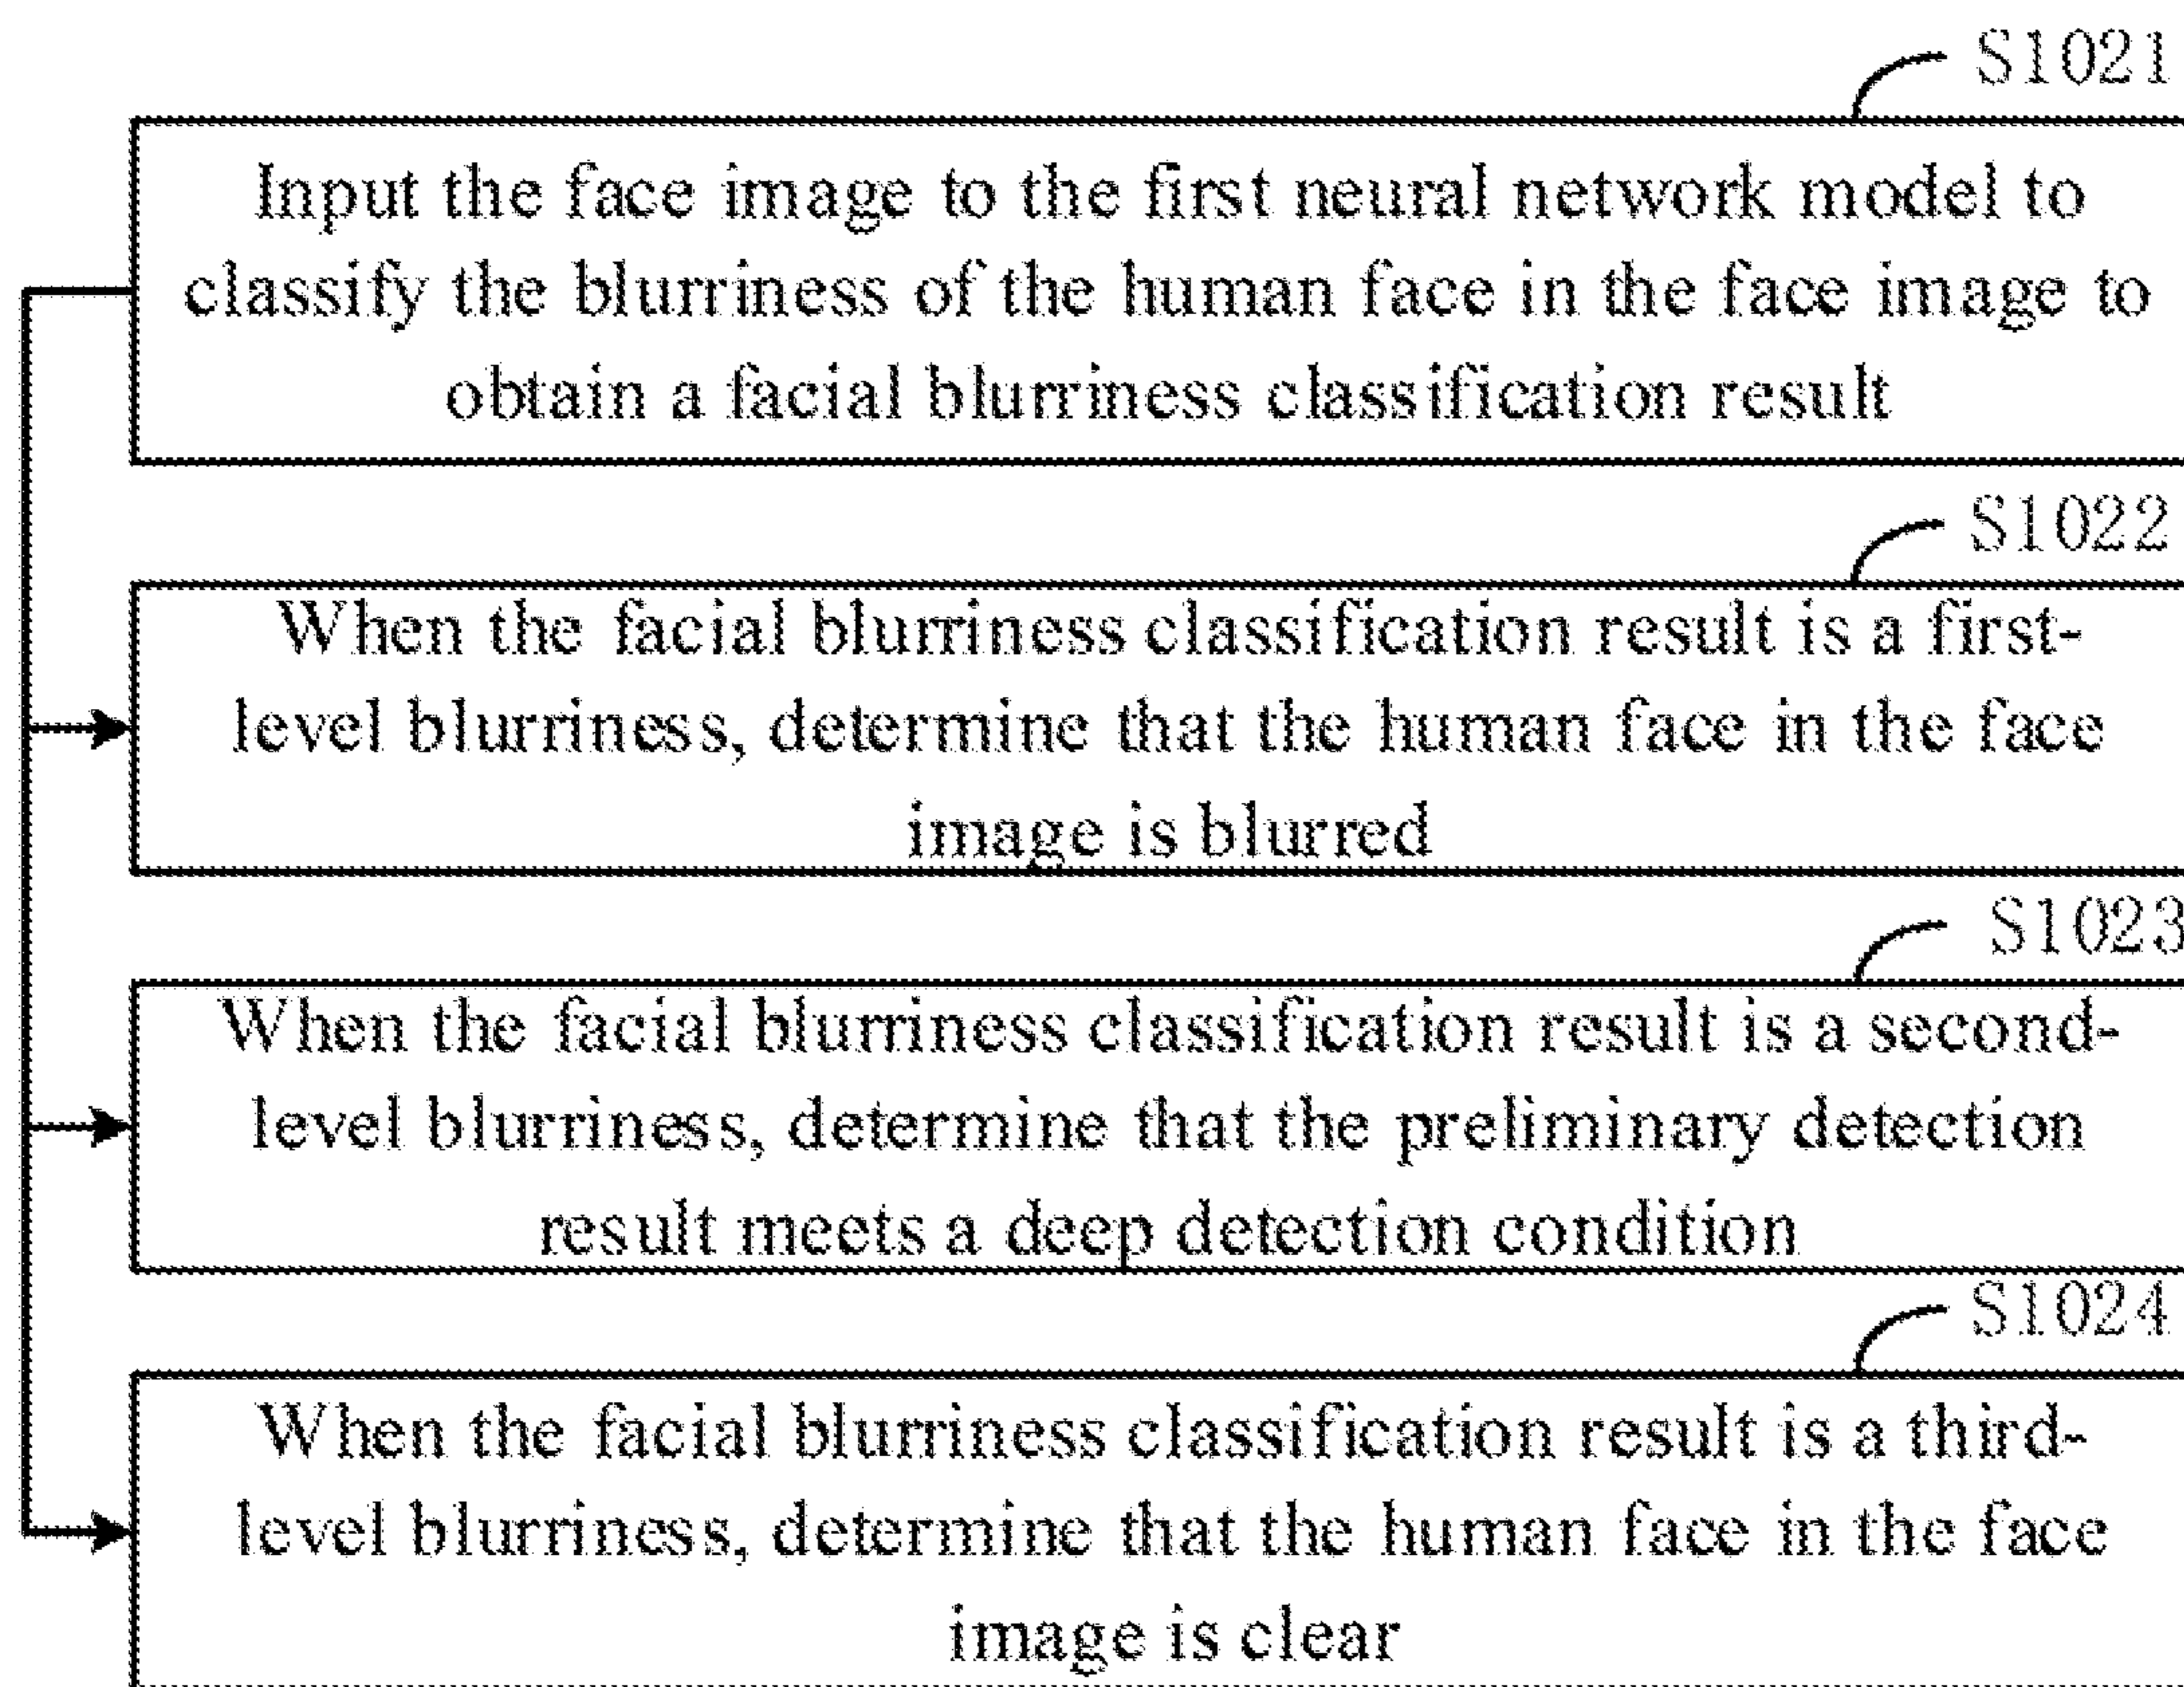 S1021
Input the face image to the first neural network model to
classify the blurriness of the human face in the face image to
obtain a facial blurriness classification result
S1022
When the facial blurriness classification result is a first-
level blurriness, determine that the human face in the face
image is blurred
S1023
When the facial blurriness classification result is a second-
level blurriness, determine that the preliminary detection
result meets a deep detection condition
S1024
When the facial blurriness classification result is a third-
level blurriness, determine that the human face in the face
image is clear